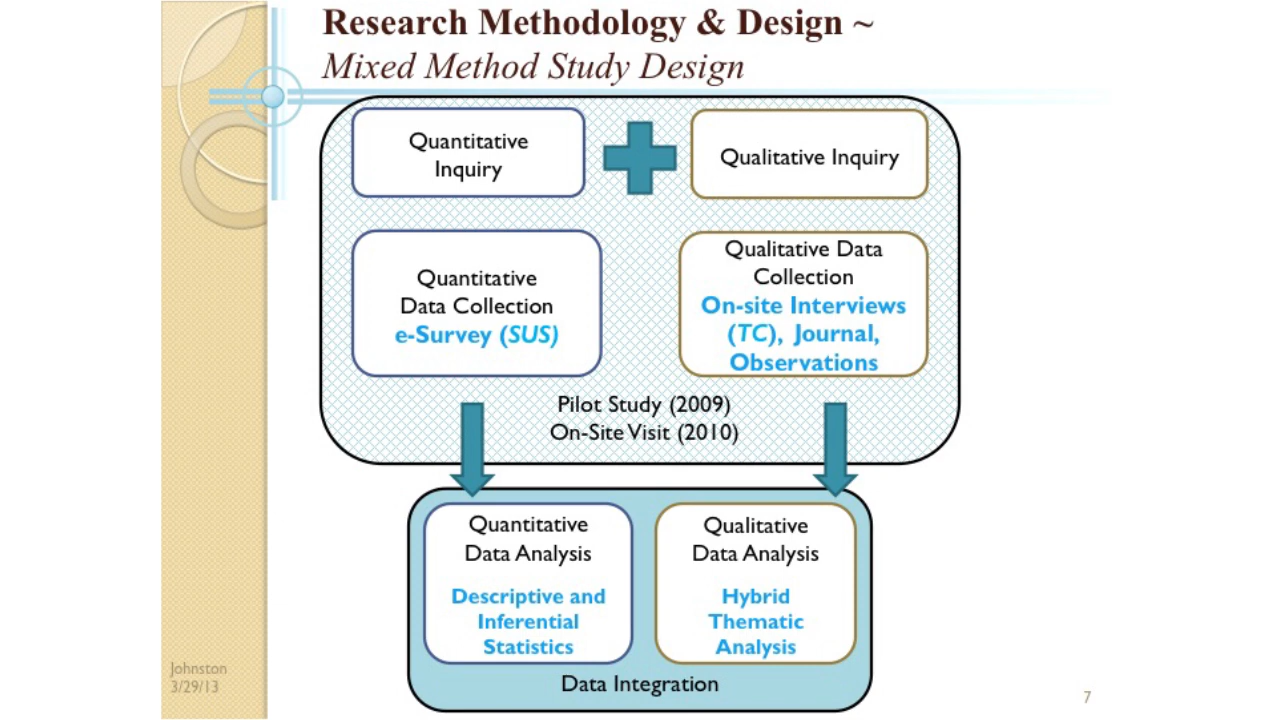 Research Methodology & Design ~
Mixed Method Study Design
Quantitative
Inquiry
Qualitative Inquiry
Quantitative
Data Collection
e-Survey (SUS)
Qualitative Data
Collection
On-site Interviews
(TC), Journal,
Observations
Pilot Study (2009)
On-Site Visit (2010)
Quantitative
Data Analysis
Descriptive and
Inferential
Statistics
Qualitative
Data Analysis
Hybrid
Thematic
Analysis
Data Integration
Johnston
3/29/13
7